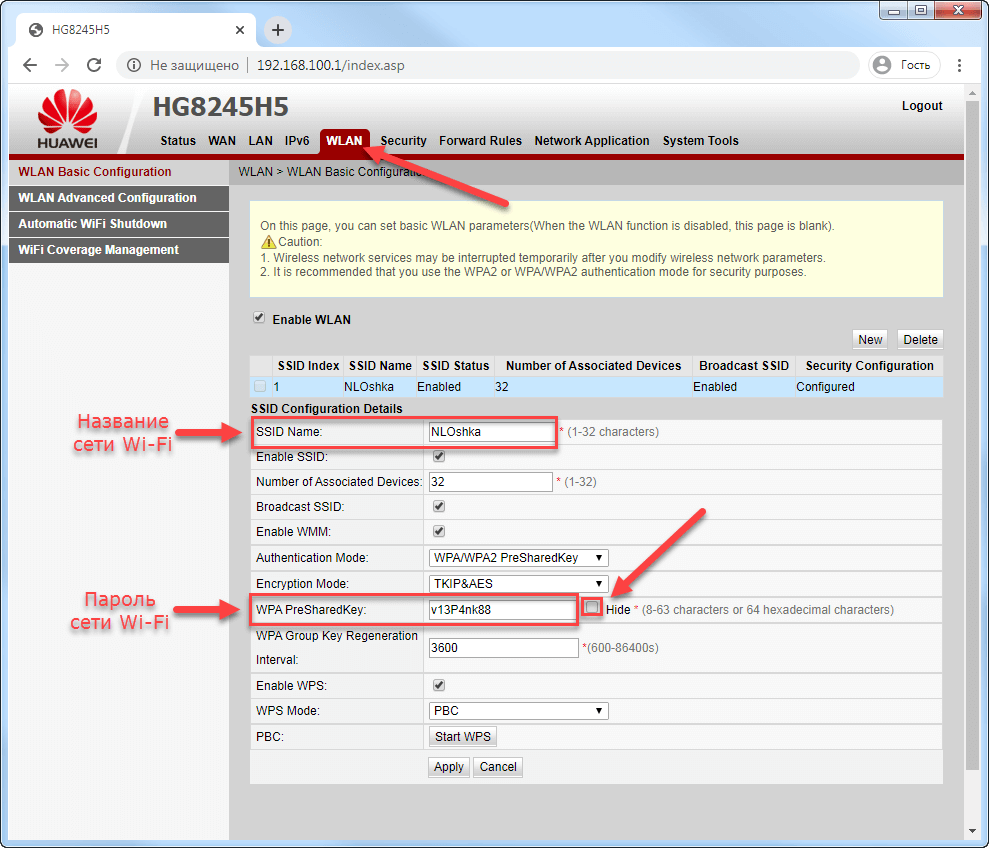 HG8245H5
Не защищено 192.168.100.1/index.asp Гость
HUAWEI
HG8245H5
Logout
Status WAN LAN IPv6 WLAN Security Forward Rules Network Application System Tools
WLAN Basic Configuration
WLAN Advanced Configuration
Automatic WiFi Shutdown
WiFi Coverage Management
WLAN > WLAN Basic Configuration
On this page, you can set basic WLAN parameters(When the WLAN function is disabled, this page is blank).
Caution:
1. Wireless network services may be interrupted temporarily after you modify wireless network parameters.
2. It is recommended that you use the WPA2 or WPA/WPA2 authentication mode for security purposes.
Enable WLAN
New Delete
SSID Index SSID Name SSID Status Number of Associated Devices Broadcast SSID Security Configuration
1 NLOshka Enabled 32 Enabled Configured
SSID Configuration Details
Название
сети Wi-Fi
SSID Name: NLOshka * (1-32 characters)
Enable SSID:
Number of Associated Devices: 32 * (1-32)
Broadcast SSID:
Enable WMM:
Authentication Mode: WPA/WPA2 PreSharedKey
Encryption Mode: TKIP&AES
Пароль
сети Wi-Fi
WPA PreSharedKey: v13P4nk88 Hide * (8-63 characters or 64 hexadecimal characters)
WPA Group Key Regeneration
Interval: 3600 *(600-86400s)
Enable WPS:
WPS Mode: PBC
PBC: Start WPS
Apply Cancel